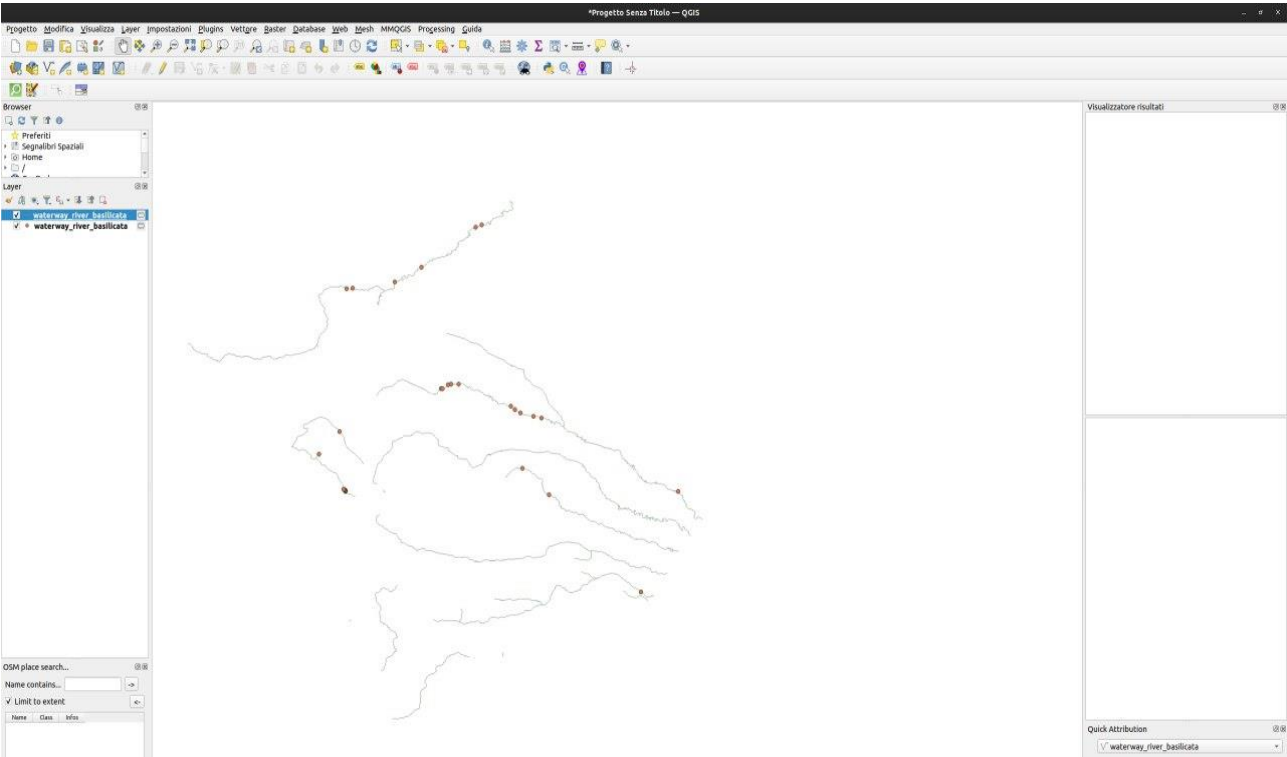 *Progetto Senza Titolo — QGIS
Progetto Modifica Visualizza Layer Impostazioni Plugins Vettore Raster Database Web Mesh MMQGIS Processing Guida
Browser
Preferiti
Segnalibri Spaziali
Home
/
Layer
waterway_river_basilicata
waterway_river_basilicata
OSM place search...
Name contains...
Limit to extent
Name Class Infos
Visualizzatore risultati
Quick Attribution
waterway_river_basilicata